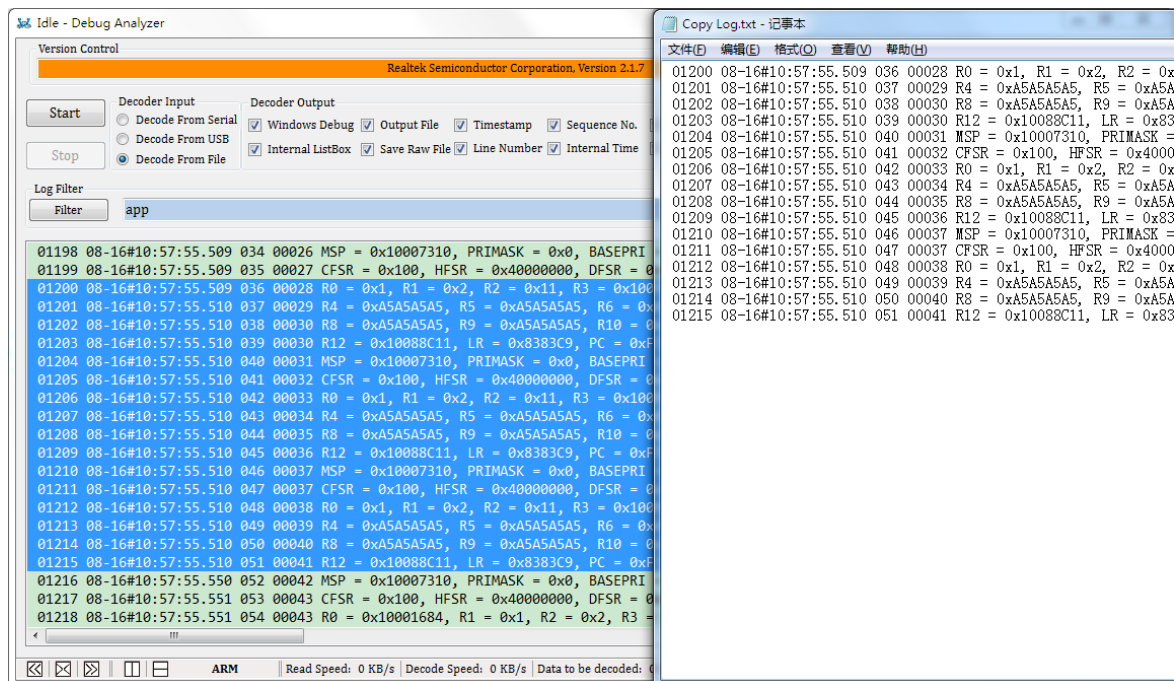 Idle - Debug Analyzer
Version Control
Realtek Semiconductor Corporation, Version 2.1.7
Start
Stop
Decoder Input
Decode From Serial
Decode From USB
Decode From File
Decoder Output
Windows Debug Output File Timestamp Sequence No.
Internal ListBox Save Raw File Line Number Internal Time
Log Filter
Filter app
01198 08-16#10:57:55.509 034 00026 MSP = 0x10007310, PRIMASK = 0x0, BASEPRI
01199 08-16#10:57:55.509 035 00027 CFSR = 0x100, HFSR = 0x40000000, DFSR = 0
01200 08-16#10:57:55.509 036 00028 R0 = 0x1, R1 = 0x2, R2 = 0x11, R3 = 0x100
01201 08-16#10:57:55.510 037 00029 R4 = 0xA5A5A5A5, R5 = 0xA5A5A5A5, R6 = 0x
01202 08-16#10:57:55.510 038 00030 R8 = 0xA5A5A5A5, R9 = 0xA5A5A5A5, R10 = 0
01203 08-16#10:57:55.510 039 00030 R12 = 0x10088C11, LR = 0x8383C9, PC = 0xF
01204 08-16#10:57:55.510 040 00031 MSP = 0x10007310, PRIMASK = 0x0, BASEPRI
01205 08-16#10:57:55.510 041 00032 CFSR = 0x100, HFSR = 0x40000000, DFSR = 0
01206 08-16#10:57:55.510 042 00033 R0 = 0x1, R1 = 0x2, R2 = 0x11, R3 = 0x100
01207 08-16#10:57:55.510 043 00034 R4 = 0xA5A5A5A5, R5 = 0xA5A5A5A5, R6 = 0x
01208 08-16#10:57:55.510 044 00035 R8 = 0xA5A5A5A5, R9 = 0xA5A5A5A5, R10 = 0
01209 08-16#10:57:55.510 045 00036 R12 = 0x10088C11, LR = 0x8383C9, PC = 0xF
01210 08-16#10:57:55.510 046 00037 MSP = 0x10007310, PRIMASK = 0x0, BASEPRI
01211 08-16#10:57:55.510 047 00037 CFSR = 0x100, HFSR = 0x40000000, DFSR = 0
01212 08-16#10:57:55.510 048 00038 R0 = 0x1, R1 = 0x2, R2 = 0x11, R3 = 0x100
01213 08-16#10:57:55.510 049 00039 R4 = 0xA5A5A5A5, R5 = 0xA5A5A5A5, R6 = 0x
01214 08-16#10:57:55.510 050 00040 R8 = 0xA5A5A5A5, R9 = 0xA5A5A5A5, R10 = 0
01215 08-16#10:57:55.510 051 00041 R12 = 0x10088C11, LR = 0x8383C9, PC = 0xF
01216 08-16#10:57:55.550 052 00042 MSP = 0x10007310, PRIMASK = 0x0, BASEPRI
01217 08-16#10:57:55.551 053 00043 CFSR = 0x100, HFSR = 0x40000000, DFSR = 0
01218 08-16#10:57:55.551 054 00043 R0 = 0x10001684, R1 = 0x1, R2 = 0x2, R3 =
ARM Read Speed: 0 KB/s Decode Speed: 0 KB/s Data to be decoded:
Copy Log.txt - 记事本
文件(F) 编辑(E) 格式(O) 查看(V) 帮助(H)
01200 08-16#10:57:55.509 036 00028 R0 = 0x1, R1 = 0x2, R2 = 0x
01201 08-16#10:57:55.510 037 00029 R4 = 0xA5A5A5A5, R5 = 0xA5A
01202 08-16#10:57:55.510 038 00030 R8 = 0xA5A5A5A5, R9 = 0xA5A
01203 08-16#10:57:55.510 039 00030 R12 = 0x10088C11, LR = 0x83
01204 08-16#10:57:55.510 040 00031 MSP = 0x10007310, PRIMASK =
01205 08-16#10:57:55.510 041 00032 CFSR = 0x100, HFSR = 0x4000
01206 08-16#10:57:55.510 042 00033 R0 = 0x1, R1 = 0x2, R2 = 0x
01207 08-16#10:57:55.510 043 00034 R4 = 0xA5A5A5A5, R5 = 0xA5A
01208 08-16#10:57:55.510 044 00035 R8 = 0xA5A5A5A5, R9 = 0xA5A
01209 08-16#10:57:55.510 045 00036 R12 = 0x10088C11, LR = 0x83
01210 08-16#10:57:55.510 046 00037 MSP = 0x10007310, PRIMASK =
01211 08-16#10:57:55.510 047 00037 CFSR = 0x100, HFSR = 0x4000
01212 08-16#10:57:55.510 048 00038 R0 = 0x1, R1 = 0x2, R2 = 0x
01213 08-16#10:57:55.510 049 00039 R4 = 0xA5A5A5A5, R5 = 0xA5A
01214 08-16#10:57:55.510 050 00040 R8 = 0xA5A5A5A5, R9 = 0xA5A
01215 08-16#10:57:55.510 051 00041 R12 = 0x10088C11, LR = 0x83